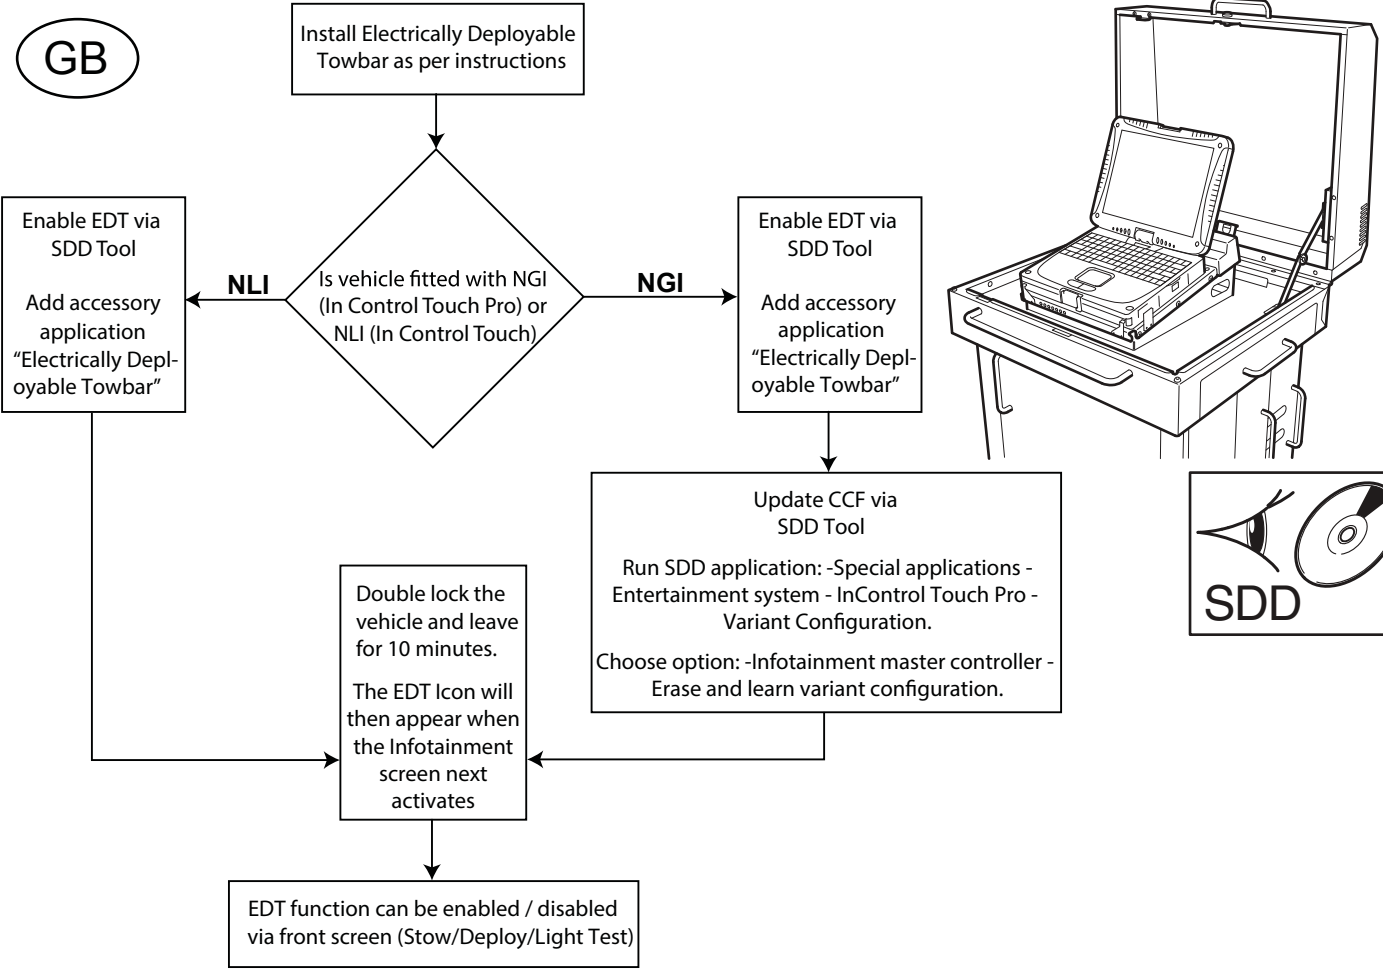 GB
Install Electrically Deployable
Towbar as per instructions
Is vehicle fitted with NGI
(In Control Touch Pro) or
NLI (In Control Touch)
NLI
NGI
Enable EDT via
SDD Tool
Add accessory
application
“Electrically Depl-
oyable Towbar”
Enable EDT via
SDD Tool
Add accessory
application
“Electrically Depl-
oyable Towbar”
Update CCF via
SDD Tool
Run SDD application: -Special applications -
Entertainment system - InControl Touch Pro -
Variant Configuration.
Choose option: -Infotainment master controller -
Erase and learn variant configuration.
SDD
Double lock the
vehicle and leave
for 10 minutes.
The EDT Icon will
then appear when
the Infotainment
screen next
activates
EDT function can be enabled / disabled
via front screen (Stow/Deploy/Light Test)